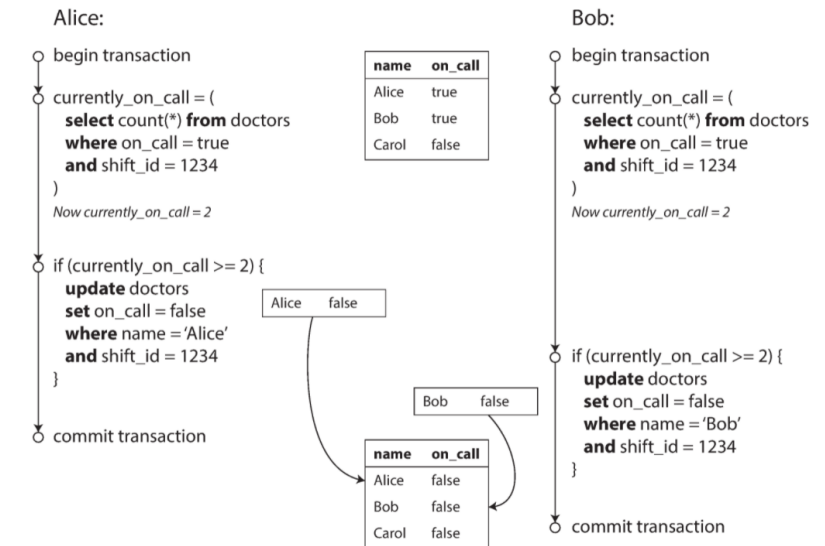 Alice:
begin transaction
currently_on_call = (
select count(*) from doctors
where on_call = true
and shift_id = 1234
)
Now currently_on_call = 2
if (currently_on_call >= 2) {
update doctors
set on_call = false
where name = ‘Alice’
and shift_id = 1234
}
commit transaction
name on_call
Alice true
Bob true
Carol false
Alice false
Bob false
name on_call
Alice false
Bob false
Carol false
Bob:
begin transaction
currently_on_call = (
select count(*) from doctors
where on_call = true
and shift_id = 1234
)
Now currently_on_call = 2
if (currently_on_call >= 2) {
update doctors
set on_call = false
where name = ‘Bob’
and shift_id = 1234
}
commit transaction